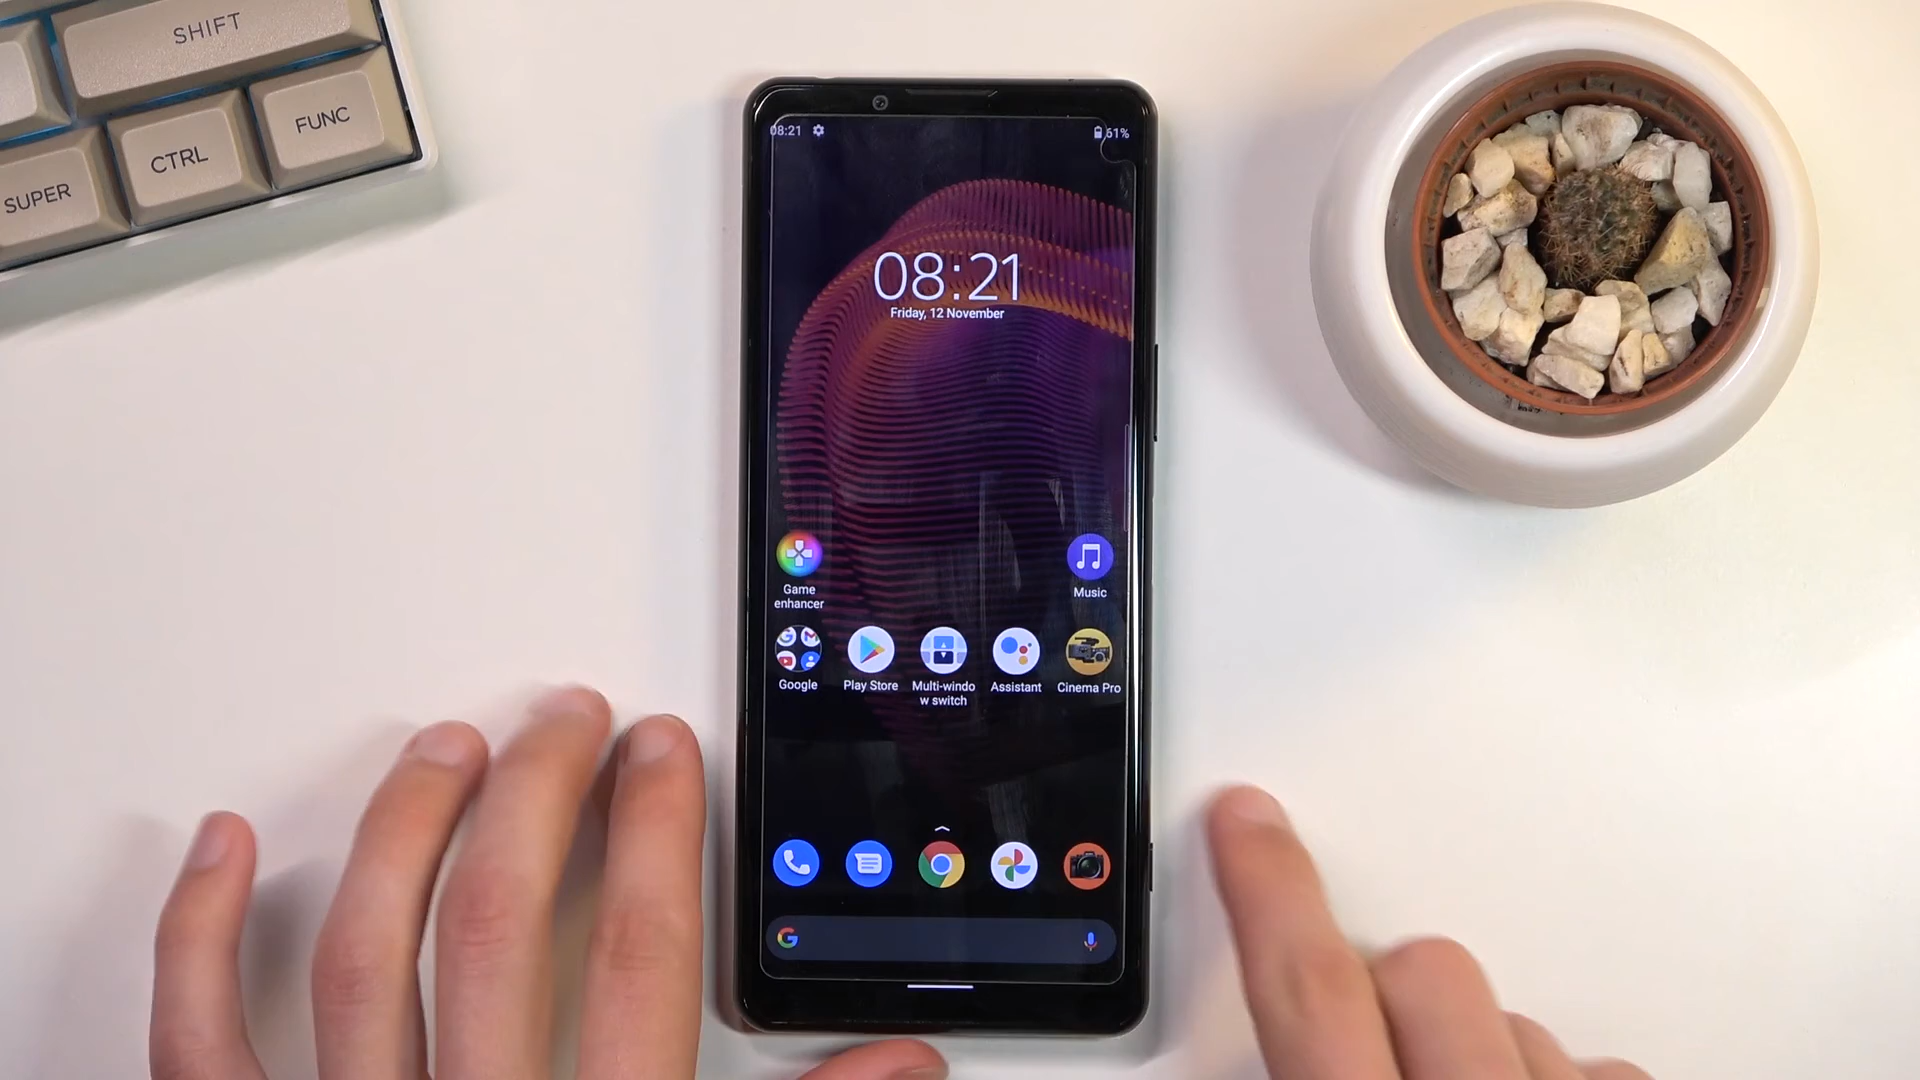 SHIFT
FUNC
CTRL
SUPER
08:21
61%
08:21
Friday, 12 November
Game
enhancer
Music
Google
Play Store
Multi-windo
w switch
Assistant
Cinema Pro